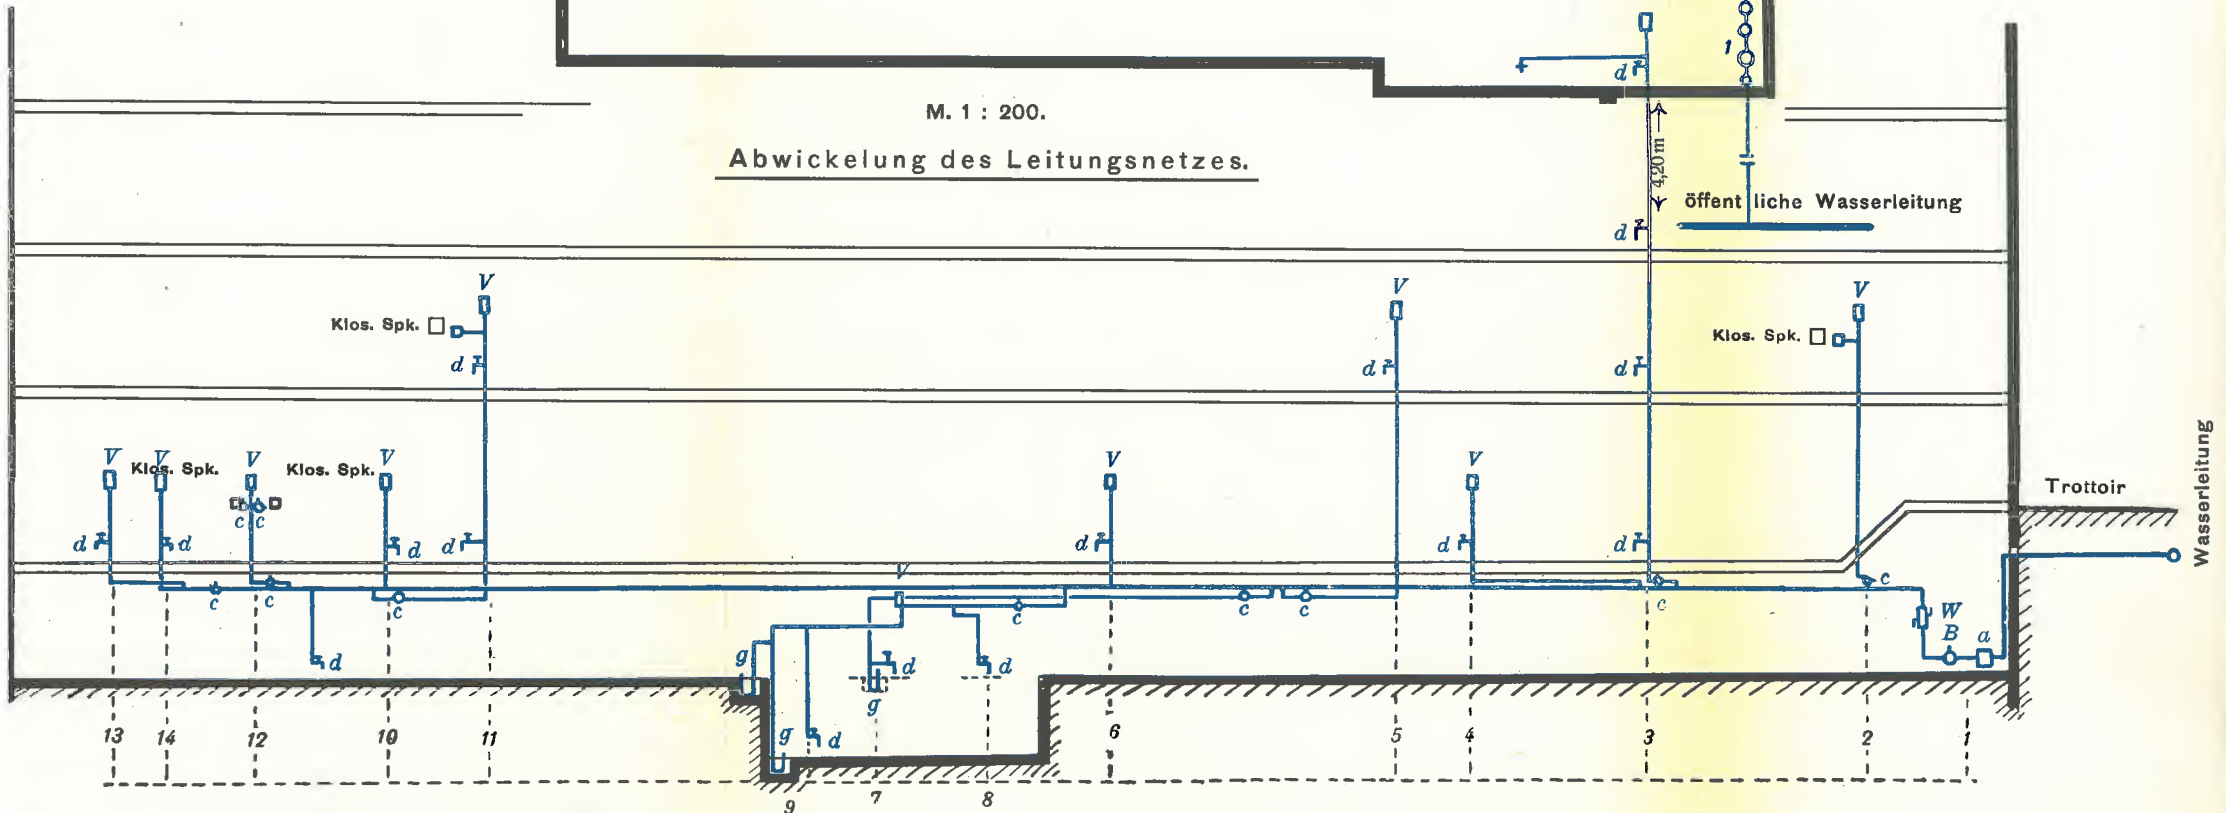 1
d
M. 1 : 200.
Abwickelung des Leitungsnetzes.
4,20 m
öffentliche Wasserleitung
d
V
V
V
Klos. Spk.
Klos. Spk.
d
d
d
Wasserleitung
V
V
V
V
V
V
Klos. Spk.
Klos. Spk.
Trottoir
c c
d
d
d
d
d
d
d
V
c
c
c
c
c
c
c
c
W
B
a
d
g
d
d
g
g
d
13
14
12
10
11
6
5
4
3
2
1
9
7
8